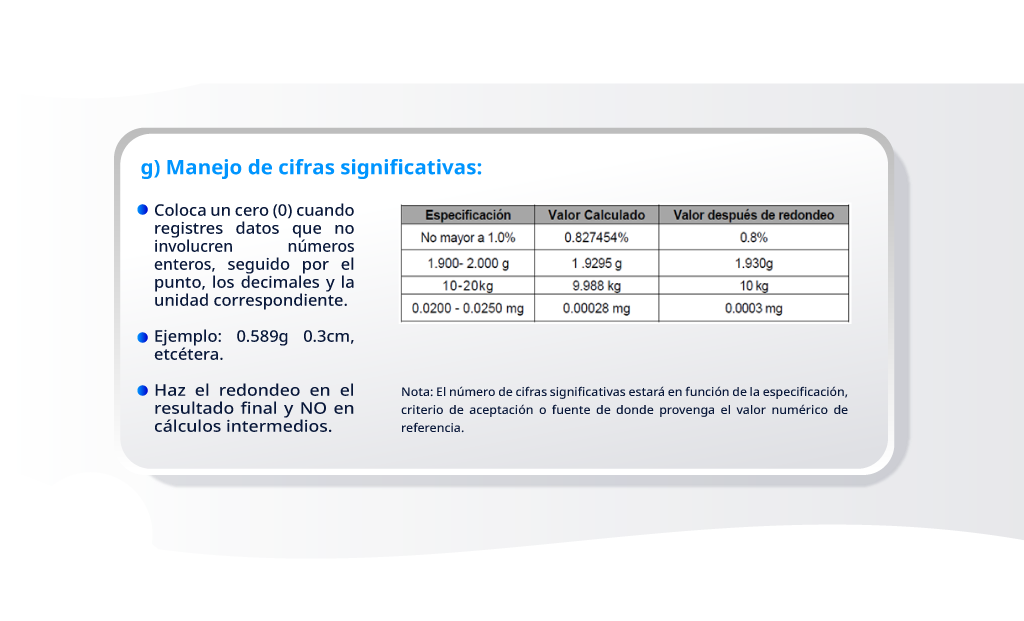 g) Manejo de cifras significativas:
Coloca un cero (0) cuando
registres datos que no
involucren números
enteros, seguido por el
punto, los decimales y la
unidad correspondiente.
Ejemplo: 0.589g 0.3cm,
etcétera.
Haz el redondeo en el
resultado final y NO en
cálculos intermedios.
Especificación Valor Calculado Valor después de redondeo
No mayor a 1.0% 0.827454% 0.8%
1.900- 2.000 g 1 .9295 g 1.930g
10-20kg 9.988 kg 10 kg
0.0200 - 0.0250 mg 0.00028 mg 0.0003 mg
Nota: El número de cifras significativas estará en función de la especificación,
criterio de aceptación o fuente de donde provenga el valor numérico de
referencia.